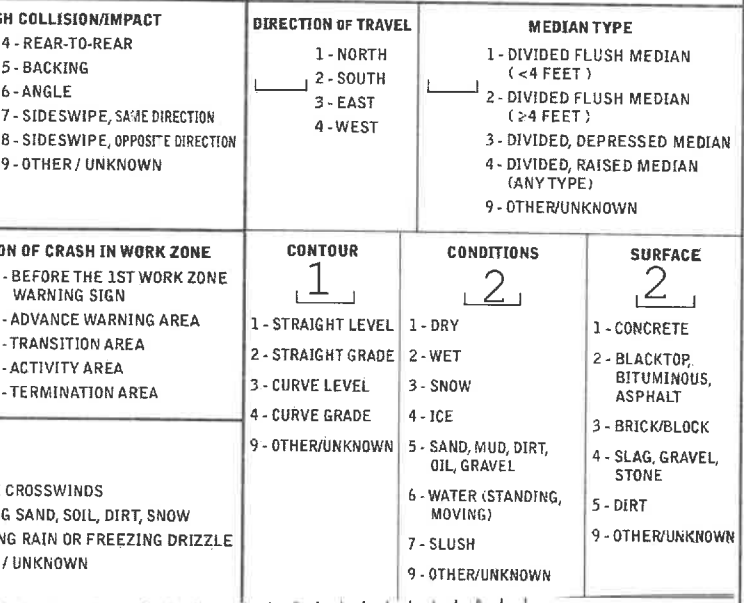 SH COLLISION/IMPACT
4 - REAR-TO-REAR
5 - BACKING
6 - ANGLE
7 - SIDESWIPE, SAME DIRECTION
8 - SIDESWIPE, OPPOSITE DIRECTION
9 - OTHER / UNKNOWN
DIRECTION OF TRAVEL
1 - NORTH
2 - SOUTH
3 - EAST
4 - WEST
MEDIAN TYPE
1 - DIVIDED FLUSH MEDIAN
( <4 FEET )
2 - DIVIDED FLUSH MEDIAN
( ≥4 FEET )
3 - DIVIDED, DEPRESSED MEDIAN
4 - DIVIDED, RAISED MEDIAN
(ANY TYPE)
9 - OTHER/UNKNOWN
ON OF CRASH IN WORK ZONE
- BEFORE THE 1ST WORK ZONE
WARNING SIGN
- ADVANCE WARNING AREA
- TRANSITION AREA
- ACTIVITY AREA
- TERMINATION AREA
CROSSWINDS
G SAND, SOIL, DIRT, SNOW
NG RAIN OR FREEZING DRIZZLE
/ UNKNOWN
CONTOUR
1
1 - STRAIGHT LEVEL
2 - STRAIGHT GRADE
3 - CURVE LEVEL
4 - CURVE GRADE
9 - OTHER/UNKNOWN
CONDITIONS
2
1 - DRY
2 - WET
3 - SNOW
4 - ICE
5 - SAND, MUD, DIRT,
OIL, GRAVEL
6 - WATER (STANDING,
MOVING)
7 - SLUSH
9 - OTHER/UNKNOWN
SURFACE
2
1 - CONCRETE
2 - BLACKTOP,
BITUMINOUS,
ASPHALT
3 - BRICK/BLOCK
4 - SLAG, GRAVEL,
STONE
5 - DIRT
9 - OTHER/UNKNOWN